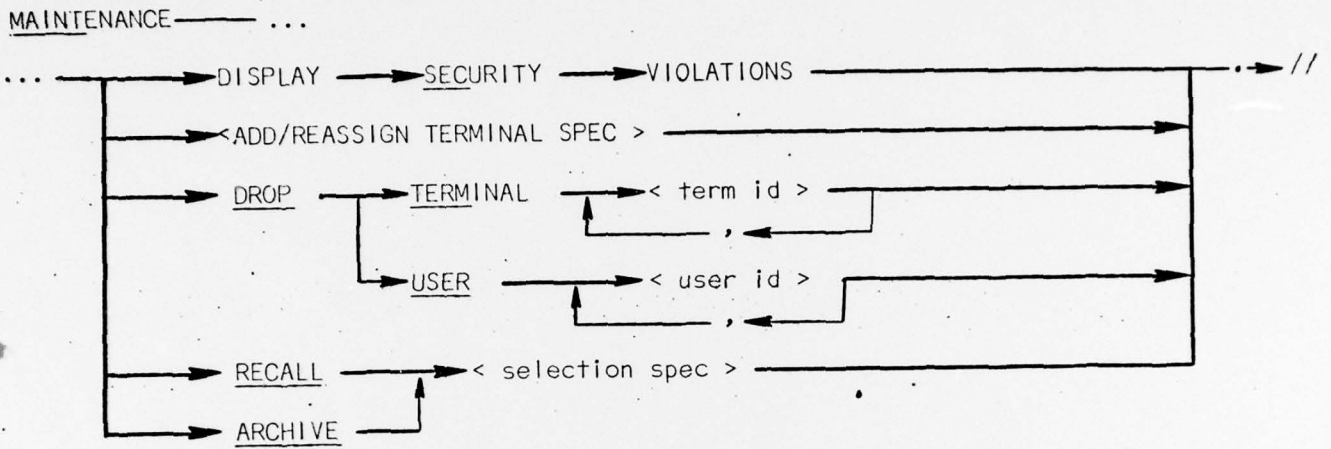 MAINTENANCE ...
... DISPLAY SECURITY VIOLATIONS . //
<ADD/REASSIGN TERMINAL SPEC >
DROP TERMINAL < term id >
,
USER < user id >
,
RECALL < selection spec >
ARCHIVE